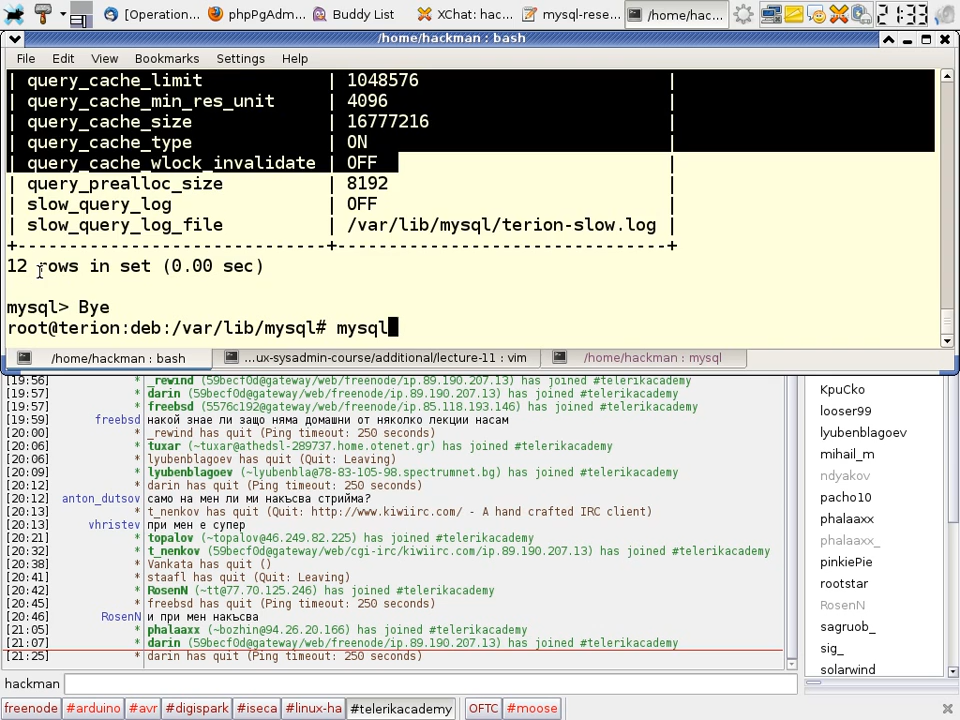 [Operation...
phpPgAdm...
Buddy List
XChat: hac...
mysql-rese...
/home/hac...
21:33
/home/hackman : bash
File Edit View Bookmarks Settings Help
| query_cache_limit | 1048576 |
| query_cache_min_res_unit | 4096 |
| query_cache_size | 16777216 |
| query_cache_type | ON |
| query_cache_wlock_invalidate | OFF |
| query_prealloc_size | 8192 |
| slow_query_log | OFF |
| slow_query_log_file | /var/lib/mysql/terion-slow.log |
+------------------------------+--------------------------------+
12 rows in set (0.00 sec)
mysql> Bye
root@terion:deb:/var/lib/mysql# mysql
/home/hackman : bash
...ux-sysadmin-course/additional/lecture-11 : vim
/home/hackman : mysql
[19:56] * _rewind (59becf0d@gateway/web/freenode/ip.89.190.207.13) has joined #telerikacademy
[19:57] * darin (59becf0d@gateway/web/freenode/ip.89.190.207.13) has joined #telerikacademy
[19:57] * freebsd (5576c192@gateway/web/freenode/ip.85.118.193.146) has joined #telerikacademy
[19:59] freebsd някой знае ли защо няма домашни от няколко лекции насам
[20:00] * _rewind has quit (Ping timeout: 250 seconds)
[20:06] * tuxar (~tuxar@athedsl-289737.home.otenet.gr) has joined #telerikacademy
[20:06] * lyubenblagoev has quit (Quit: Leaving)
[20:09] * lyubenblagoev (~lyubenbla@78-83-105-98.spectrumnet.bg) has joined #telerikacademy
[20:12] * darin has quit (Ping timeout: 250 seconds)
[20:12] anton_dutsov само на мен ли ми накъсва стрийма?
[20:13] * t_nenkov has quit (Quit: http://www.kiwiirc.com/ - A hand crafted IRC client)
[20:13] vhristev при мен е супер
[20:21] * topalov (~topalov@46.249.82.225) has joined #telerikacademy
[20:32] * t_nenkov (59becf0d@gateway/web/cgi-irc/kiwiirc.com/ip.89.190.207.13) has joined #telerikacademy
[20:38] * Vankata has quit ()
[20:41] * staafl has quit (Quit: Leaving)
[20:42] * RosenN (~tt@77.70.125.246) has joined #telerikacademy
[20:45] * freebsd has quit (Ping timeout: 250 seconds)
[20:46] RosenN и при мен накъсва
[21:05] * phalaaxx (~bozhin@94.26.20.166) has joined #telerikacademy
[21:07] * darin (59becf0d@gateway/web/freenode/ip.89.190.207.13) has joined #telerikacademy
[21:25] * darin has quit (Ping timeout: 250 seconds)
KpuCko
looser99
lyubenblagoev
mihail_m
ndyakov
pacho10
phalaaxx
phalaaxx_
pinkiePie
rootstar
RosenN
sagruob_
sig_
solarwind
hackman
freenode #arduino #avr #digispark #iseca #linux-ha #telerikacademy OFTC #moose